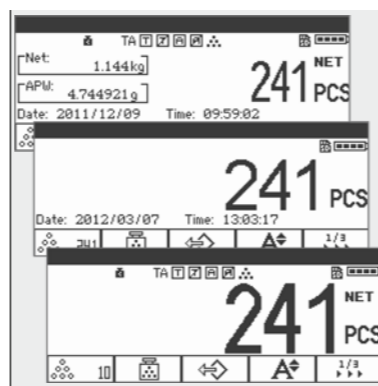 TA T Z A
Net: 1.144kg
241 NET
PCS
APW: 4.744921g
Date: 2011/12/09 Time: 09:59:02
241 PCS
Date: 2012/03/07 Time: 13:03:17
A 1/3
TA T Z A
241 NET
PCS
10 A 1/3